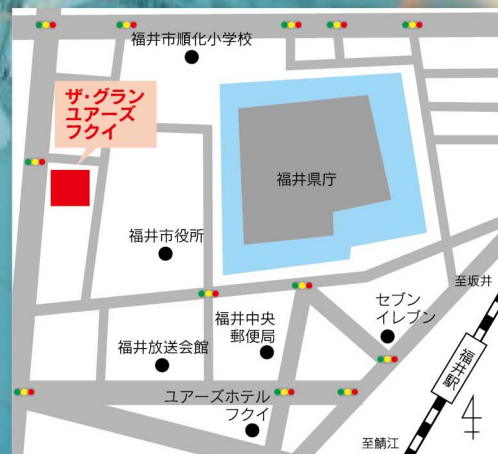 福井市順化小学校
ザ・グラン
ユアーズ
フクイ
福井県庁
福井市役所
至坂井
セブン
イレブン
福井中央
郵便局
福井放送会館
福井駅
ユアーズホテル
フクイ
至鯖江
4